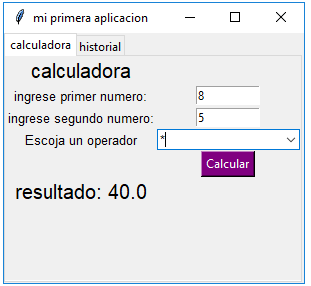 mi primera aplicacion
calculadora historial
calculadora
ingrese primer numero: 8
ingrese segundo numero: 5
Escoja un operador *
Calcular
resultado: 40.0